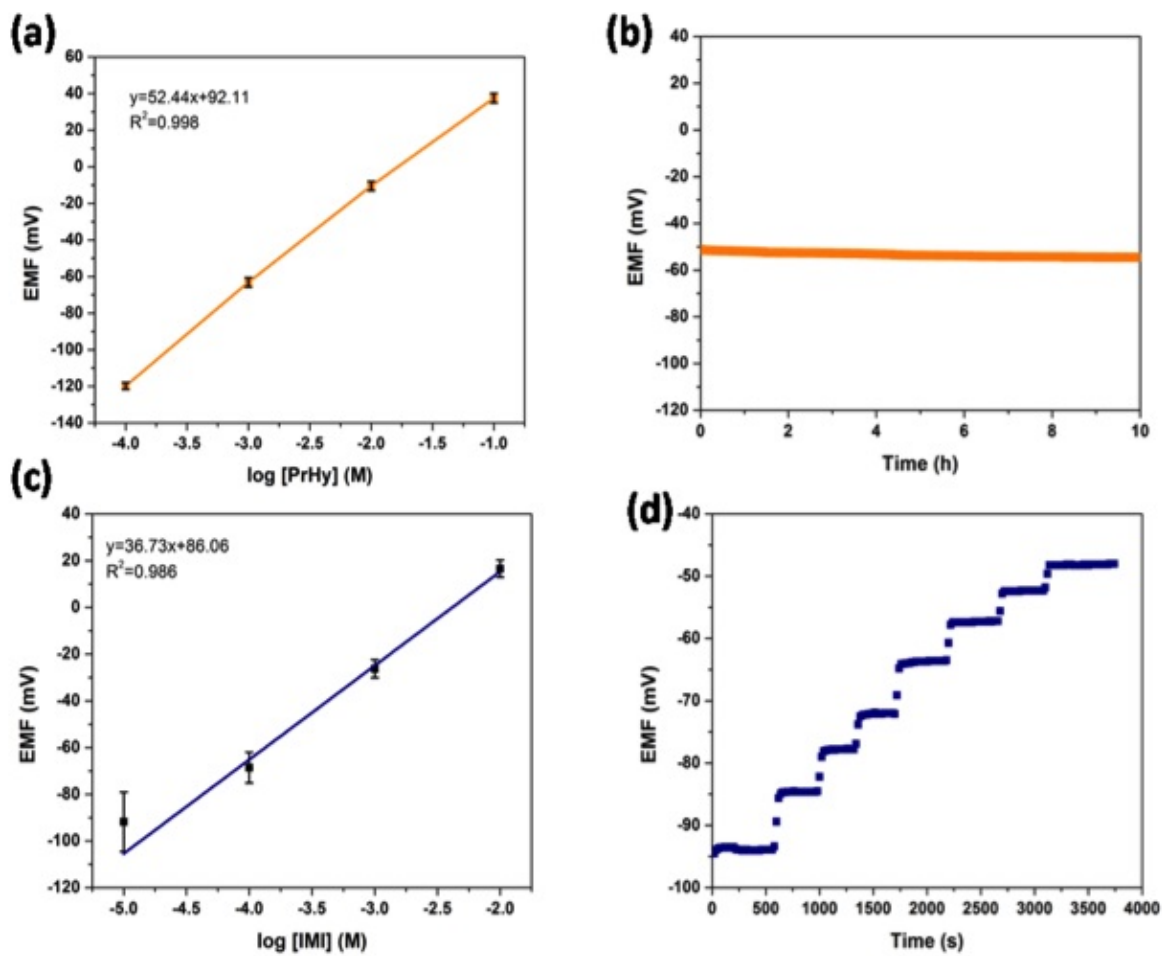 (a)
60
40
20
0
-20
-40
-60
-80
-100
-120
-140
EMF (mV)
y=52.44x+92.11
R²=0.998
-4.0 -3.5 -3.0 -2.5 -2.0 -1.5 -1.0
log [PrHy] (M)
(b)
40
20
0
-20
-40
-60
-80
-100
-120
EMF (mV)
0 2 4 6 8 10
Time (h)
(c)
40
20
0
-20
-40
-60
-80
-100
-120
EMF (mV)
y=36.73x+86.06
R²=0.986
-5.0 -4.5 -4.0 -3.5 -3.0 -2.5 -2.0
log [IMI] (M)
(d)
-40
-50
-60
-70
-80
-90
-100
EMF (mV)
0 500 1000 1500 2000 2500 3000 3500 4000
Time (s)